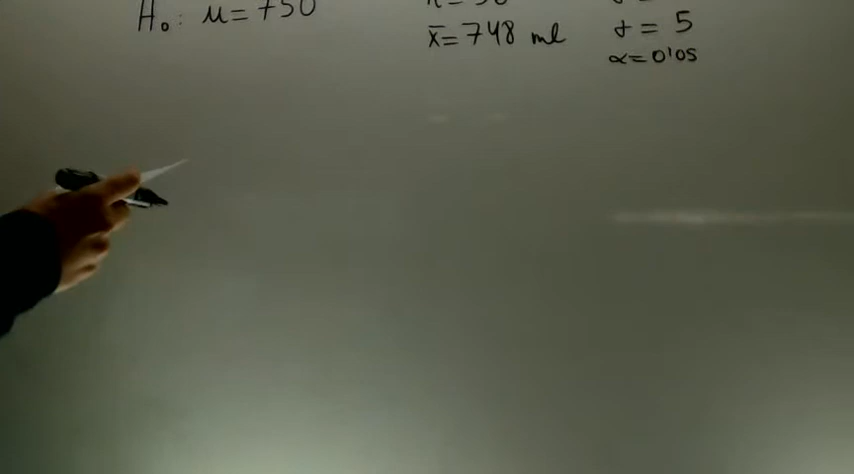 H₀: μ = 750
x̄ = 748 ml
σ = 5
α = 0'05